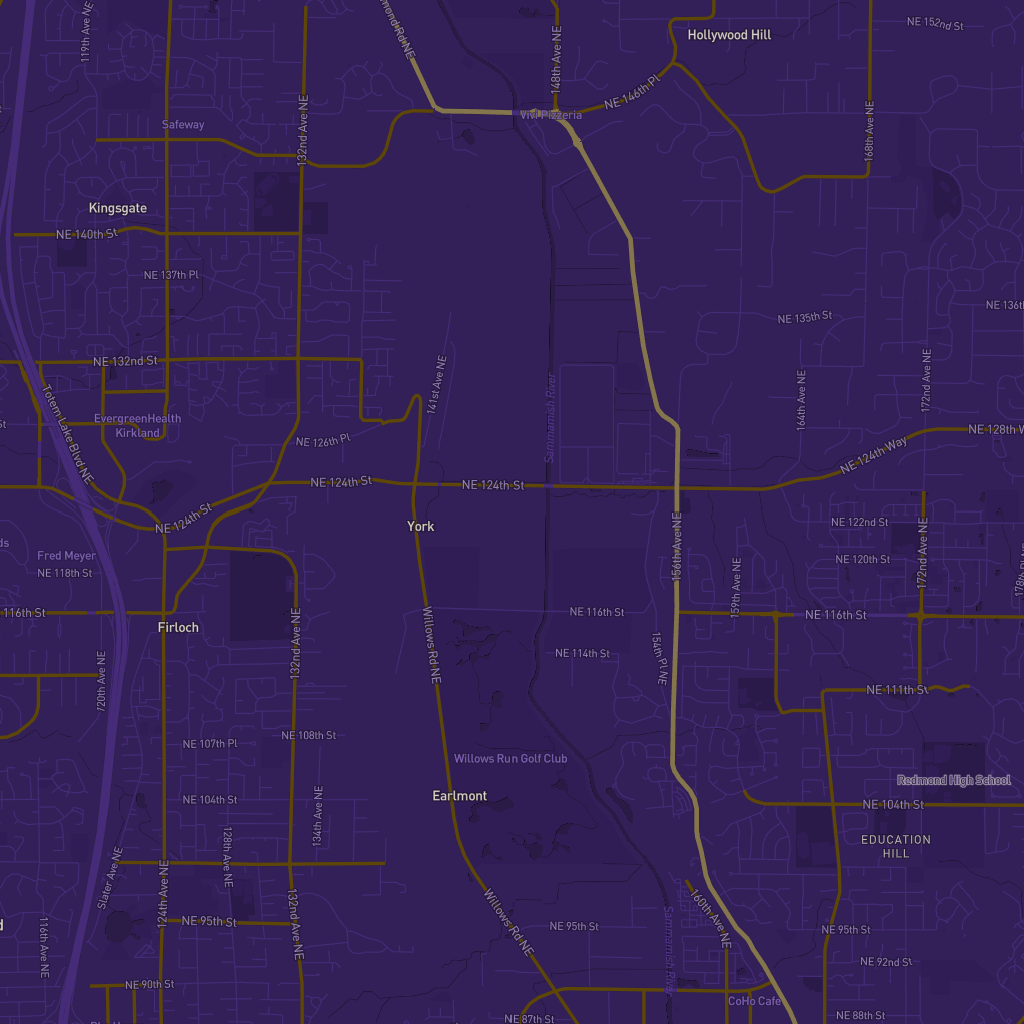 119th Ave NE
Redmond Rd NE
148th Ave NE
Hollywood Hill
NE 152nd St
NE 146th Pl
Vivi Pizzeria
Safeway
132nd Ave NE
168th Ave NE
Kingsgate
NE 140th St
NE 137th Pl
NE 136th
NE 135th St
NE 132nd St
141st Ave NE
164th Ave NE
172nd Ave NE
Sammamish River
Totem Lake Blvd NE
EvergreenHealth
Kirkland
St
NE 126th Pl
NE 128th W
NE 124th Way
NE 124th St
NE 124th St
NE 124th St
York
NE 122nd St
156th Ave NE
172nd Ave NE
ds
Fred Meyer
NE 118th St
NE 120th St
159th Ave NE
178th Pl NE
116th St
NE 116th St
NE 116th St
Firloch
132nd Ave NE
Willows Rd NE
154th Pl NE
NE 114th St
120th Ave NE
NE 111th St
NE 108th St
NE 107th Pl
Willows Run Golf Club
Redmond High School
Earlmont
NE 104th St
134th Ave NE
NE 104th St
EDUCATION
HILL
128th Ave NE
Slater Ave NE
124th Ave NE
132nd Ave NE
Willows Rd NE
160th Ave NE
Sammamish River
d
116th Ave NE
NE 95th St
NE 95th St
NE 95th St
NE 92nd St
NE 90th St
CoHo Cafe
NE 87th St
NE 88th St